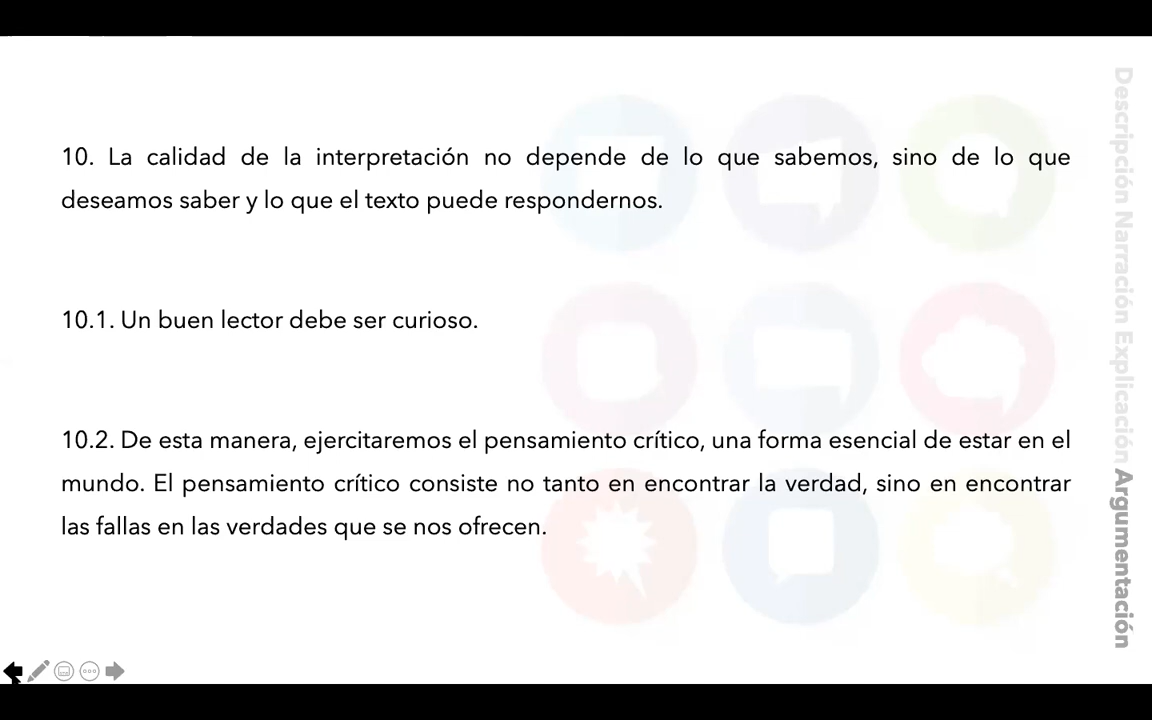 10. La calidad de la interpretación no depende de lo que sabemos, sino de lo que
deseamos saber y lo que el texto puede respondernos.
10.1. Un buen lector debe ser curioso.
10.2. De esta manera, ejercitaremos el pensamiento crítico, una forma esencial de estar en el
mundo. El pensamiento crítico consiste no tanto en encontrar la verdad, sino en encontrar
las fallas en las verdades que se nos ofrecen.
Descripción Narración Explicación Argumentación